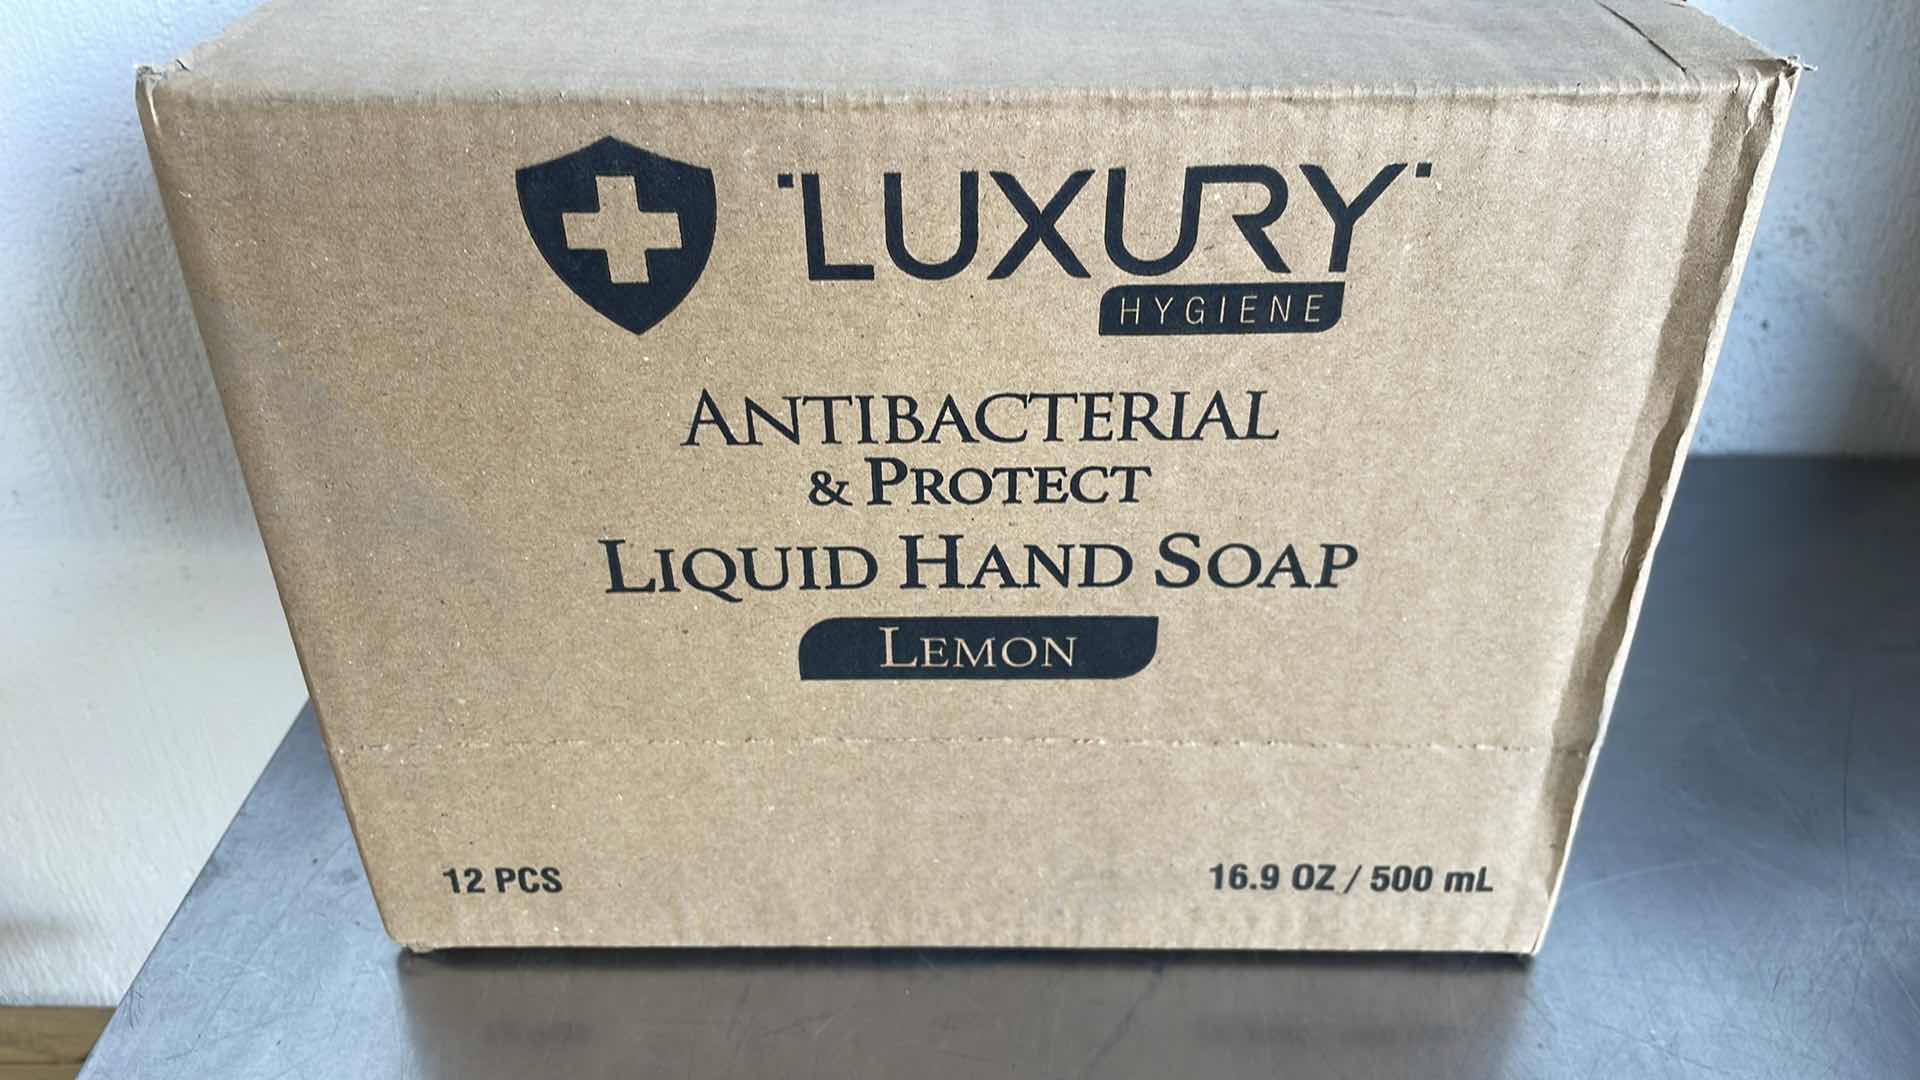 LUXURY
HYGIENE
ANTIBACTERIAL
& PROTECT
LIQUID HAND SOAP
LEMON
12 PCS
16.9 OZ / 500 mL